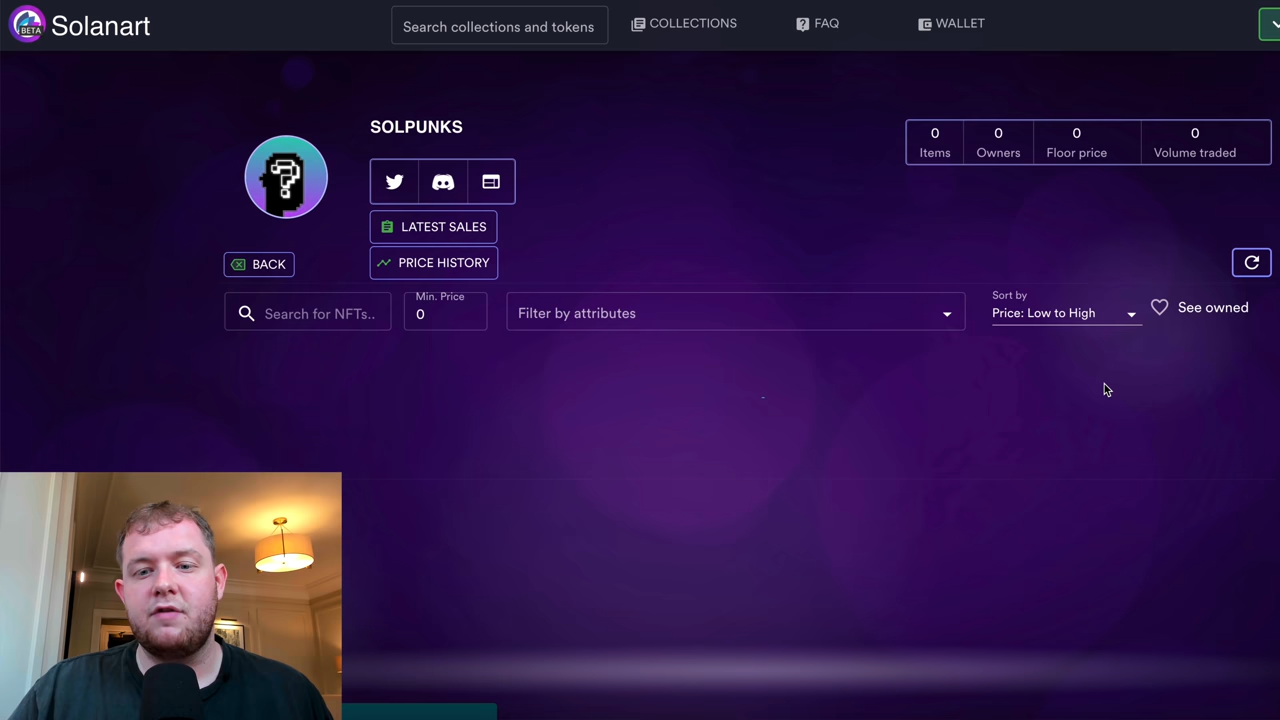 BETA
Solanart
Search collections and tokens
COLLECTIONS
FAQ
WALLET
SOLPUNKS
0
Items
0
Owners
0
Floor price
0
Volume traded
LATEST SALES
PRICE HISTORY
BACK
Search for NFTs..
Min. Price
0
Filter by attributes
Sort by
Price: Low to High
See owned